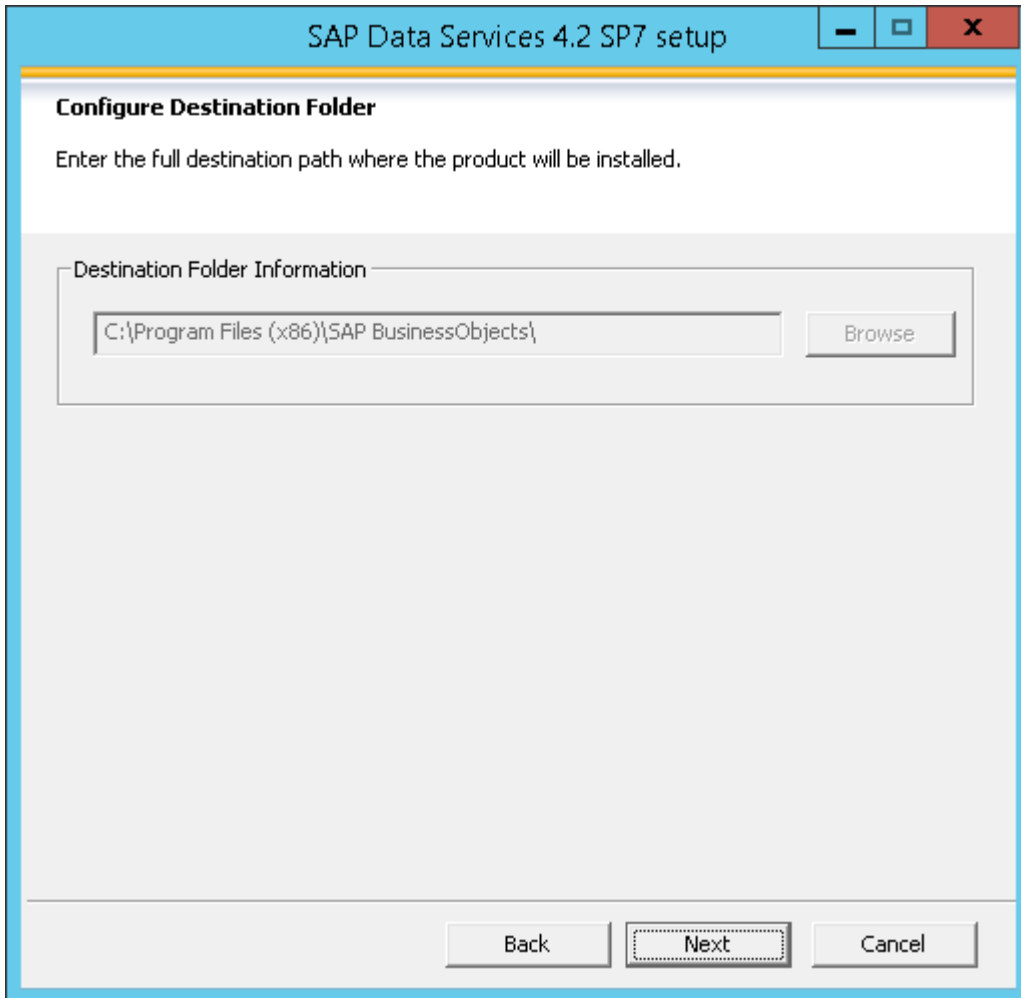 SAP Data Services 4.2 SP7 setup
Configure Destination Folder
Enter the full destination path where the product will be installed.
Destination Folder Information
C:\Program Files (x86)\SAP BusinessObjects\
Browse
Back
Next
Cancel